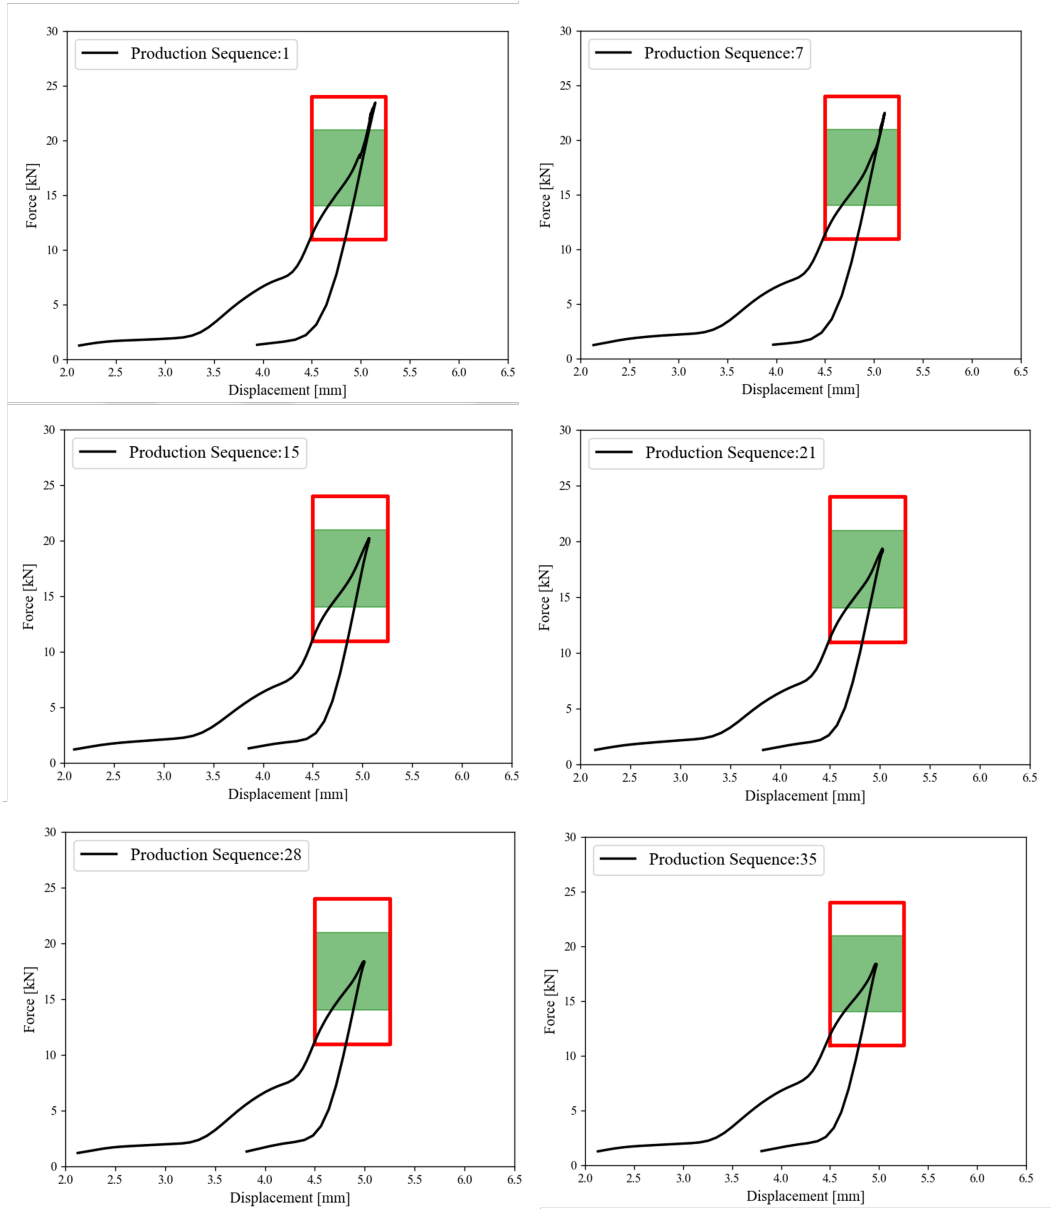 Production Sequence:1
Force [kN]
30
25
20
15
10
5
0
2.0 2.5 3.0 3.5 4.0 4.5 5.0 5.5 6.0 6.5
Displacement [mm]
Production Sequence:7
Force [kN]
30
25
20
15
10
5
0
2.0 2.5 3.0 3.5 4.0 4.5 5.0 5.5 6.0 6.5
Displacement [mm]
Production Sequence:15
Force [kN]
30
25
20
15
10
5
0
2.0 2.5 3.0 3.5 4.0 4.5 5.0 5.5 6.0 6.5
Displacement [mm]
Production Sequence:21
Force [kN]
30
25
20
15
10
5
0
2.0 2.5 3.0 3.5 4.0 4.5 5.0 5.5 6.0 6.5
Displacement [mm]
Production Sequence:28
Force [kN]
30
25
20
15
10
5
0
2.0 2.5 3.0 3.5 4.0 4.5 5.0 5.5 6.0 6.5
Displacement [mm]
Production Sequence:35
Force [kN]
30
25
20
15
10
5
0
2.0 2.5 3.0 3.5 4.0 4.5 5.0 5.5 6.0 6.5
Displacement [mm]